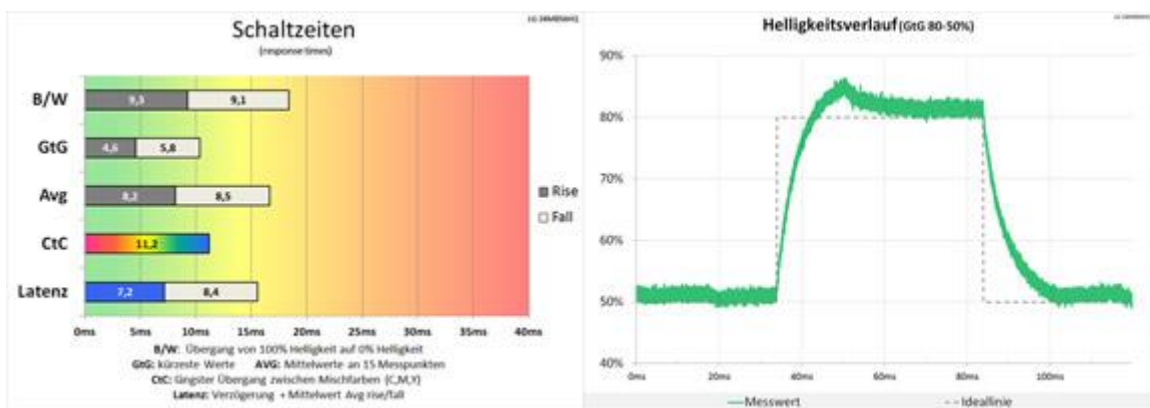 Schaltzeiten
(response times)
B/W 9,3 9,1
GtG 4,6 5,8
Avg 8,2 8,5
CtC 11,2
Latenz 7,2 8,4
Rise
Fall
0ms 5ms 10ms 15ms 20ms 25ms 30ms 35ms 40ms
B/W: Übergang von 100% Helligkeit auf 0% Helligkeit
GtG: kürzeste Werte AVG: Mittelwerte an 15 Messpunkten
CtC: längster Übergang zwischen Mischfarben (C,M,Y)
Latenz: Verzögerung + Mittelwert Avg rise/fall
Helligkeitsverlauf (GtG 80-50%)
90%
80%
70%
60%
50%
40%
0ms 20ms 40ms 60ms 80ms 100ms
Messwert Ideallinie